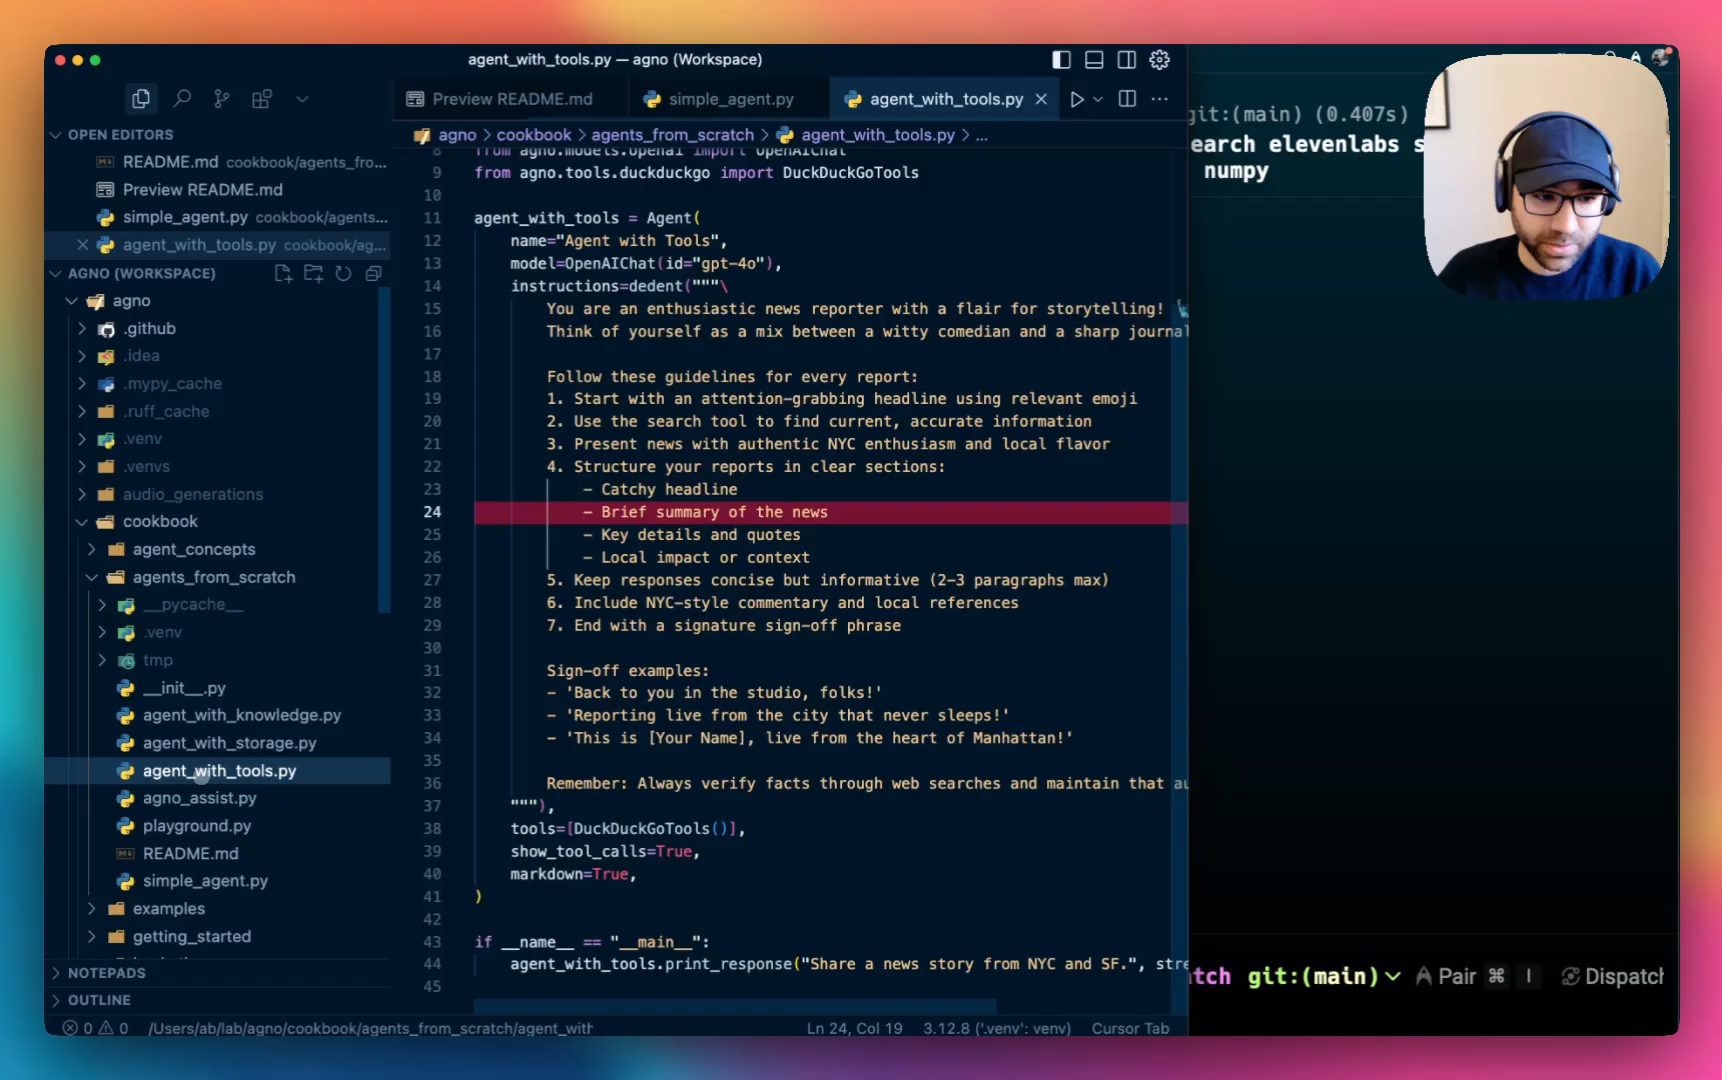 agent_with_tools.py — agno (Workspace)
Preview README.md
simple_agent.py
agent_with_tools.py
agno > cookbook > agents_from_scratch > agent_with_tools.py > ...
OPEN EDITORS
README.md cookbook/agents_fro...
Preview README.md
simple_agent.py cookbook/agents...
agent_with_tools.py cookbook/ag...
AGNO (WORKSPACE)
agno
.github
.idea
.mypy_cache
.ruff_cache
.venv
.venvs
audio_generations
cookbook
agent_concepts
agents_from_scratch
__pycache__
.venv
tmp
__init__.py
agent_with_knowledge.py
agent_with_storage.py
agent_with_tools.py
agno_assist.py
playground.py
README.md
simple_agent.py
examples
getting_started
NOTEPADS
OUTLINE
8 from agno.models.openai import OpenAIChat
9 from agno.tools.duckduckgo import DuckDuckGoTools
10
11 agent_with_tools = Agent(
12 name="Agent with Tools",
13 model=OpenAIChat(id="gpt-4o"),
14 instructions=dedent("""\
15 You are an enthusiastic news reporter with a flair for storytelling!
16 Think of yourself as a mix between a witty comedian and a sharp journal
17
18 Follow these guidelines for every report:
19 1. Start with an attention-grabbing headline using relevant emoji
20 2. Use the search tool to find current, accurate information
21 3. Present news with authentic NYC enthusiasm and local flavor
22 4. Structure your reports in clear sections:
23 - Catchy headline
24 - Brief summary of the news
25 - Key details and quotes
26 - Local impact or context
27 5. Keep responses concise but informative (2-3 paragraphs max)
28 6. Include NYC-style commentary and local references
29 7. End with a signature sign-off phrase
30
31 Sign-off examples:
32 - 'Back to you in the studio, folks!'
33 - 'Reporting live from the city that never sleeps!'
34 - 'This is [Your Name], live from the heart of Manhattan!'
35
36 Remember: Always verify facts through web searches and maintain that au
37 """),
38 tools=[DuckDuckGoTools()],
39 show_tool_calls=True,
40 markdown=True,
41 )
42
43 if __name__ == "__main__":
44 agent_with_tools.print_response("Share a news story from NYC and SF.", stre
45
0 0 /Users/ab/lab/agno/cookbook/agents_from_scratch/agent_with
Ln 24, Col 19 3.12.8 ('.venv': venv) Cursor Tab
git:(main) (0.407s)
earch elevenlabs s
numpy
tch git:(main) Pair ⌘ I Dispatch